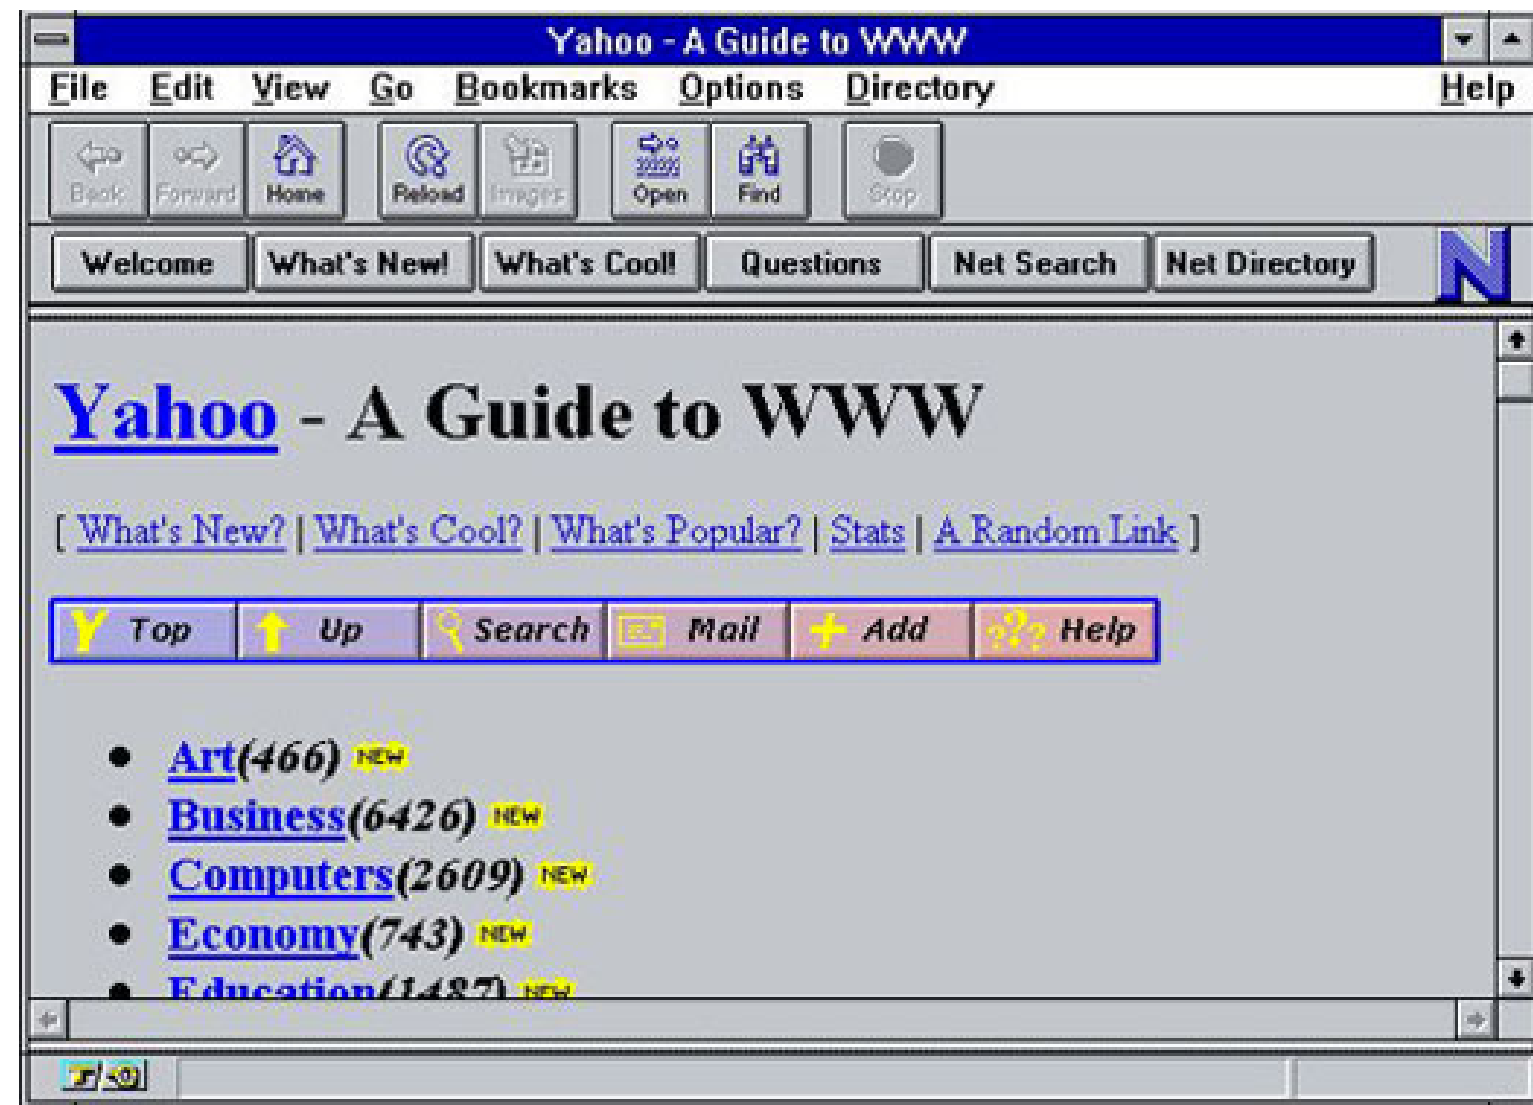 Yahoo - A Guide to WWW
File Edit View Go Bookmarks Options Directory Help
Back Forward Home Reload Images Open Find Stop
Welcome What's New! What's Cool! Questions Net Search Net Directory N
Yahoo - A Guide to WWW
[ What's New? | What's Cool? | What's Popular? | Stats | A Random Link ]
Y Top Up Search Mail Add ??? Help
Art(466) NEW
Business(6426) NEW
Computers(2609) NEW
Economy(743) NEW
Education(1487) NEW